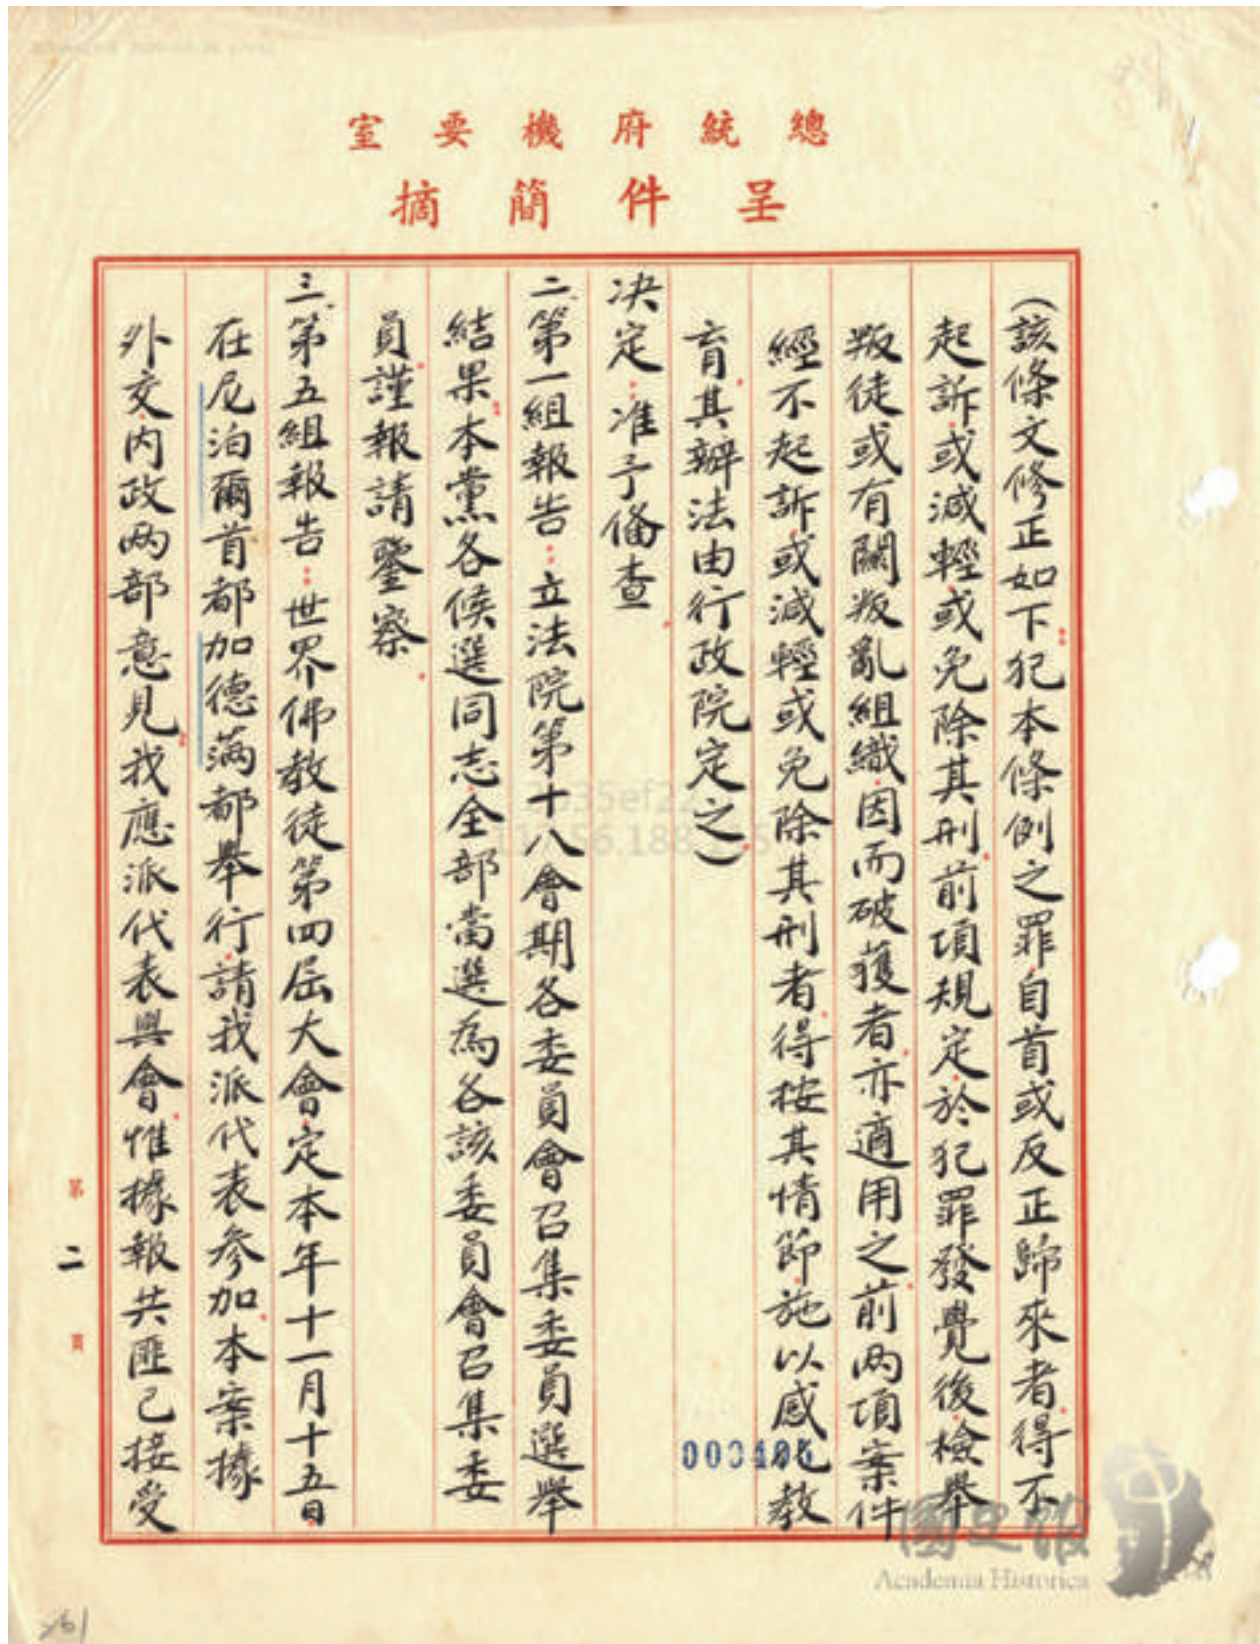 總統府機要室
呈件簡摘
(該條文修正如下:犯本條例之罪自首或反正歸來者,得不
起訴或減輕或免除其刑,前項規定於犯罪發覺後檢舉
叛徒或有關叛亂組織因而破獲者,亦適用之,前兩項案件
經不起訴或減輕或免除其刑者,得按其情節施以感化教
育,其辦法由行政院定之)
決定:准予備查。
二、第一組報告:立法院第十八會期各委員會召集委員選舉
結果,本黨各候選同志全部當選為各該委員會召集委
員,謹報請鑒察。
三、第五組報告:世界佛教徒第四屆大會定本年十一月十五日
在尼泊爾首都加德滿都舉行,請我派代表參加,本案據
外交、內政兩部意見:我應派代表與會,惟據報共匪已接受
第二頁
000405
國史館
Academia Historica